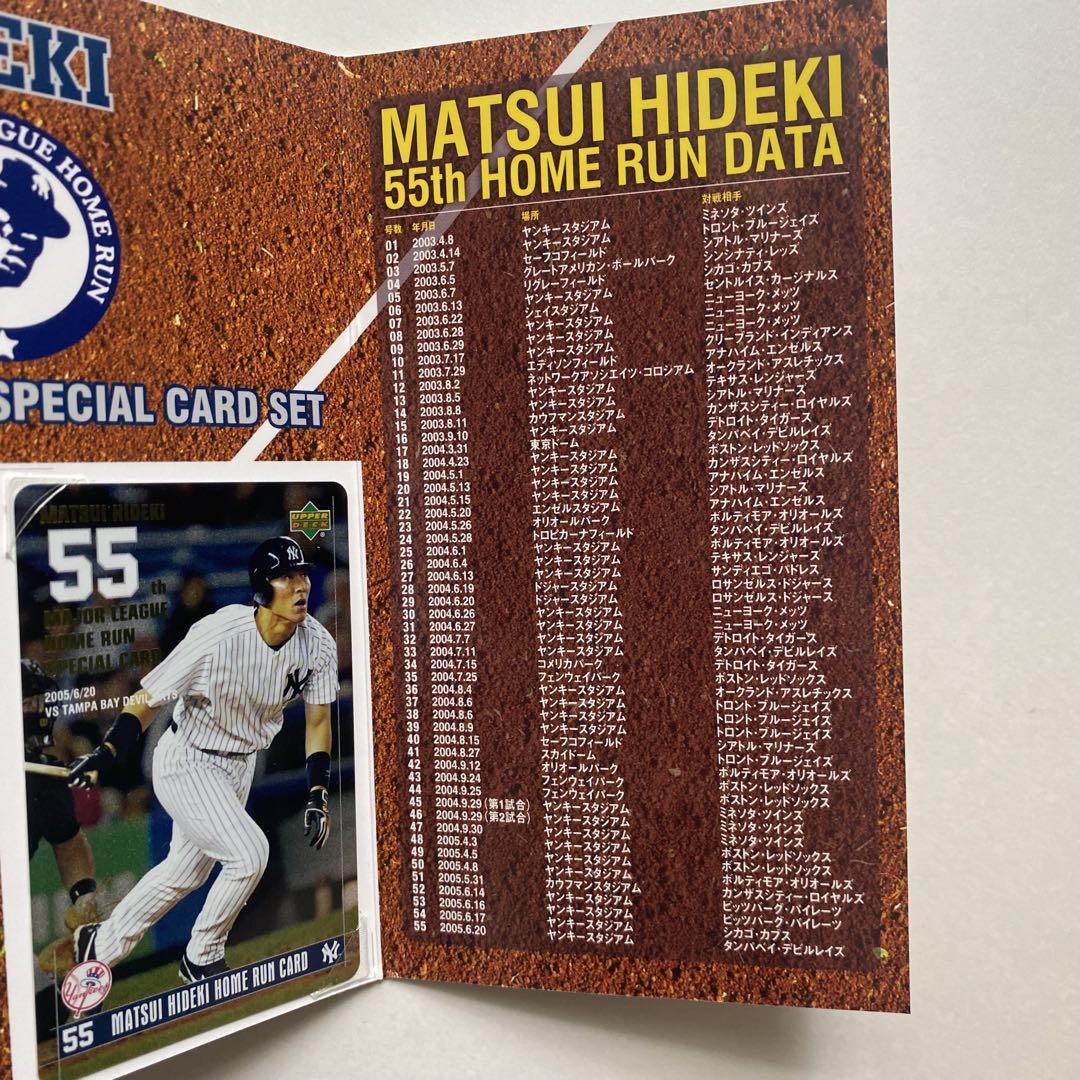 EKI
GUE HOME RUN
SPECIAL CARD SET
MATSUI HIDEKI
55th
MAJOR LEAGUE
HOME RUN
SPECIAL CARD
2005/6/20
VS TAMPA BAY DEVIL RAYS
UPPER
DECK
NY
Yankees
55 MATSUI HIDEKI HOME RUN CARD NY
MATSUI HIDEKI
55th HOME RUN DATA
号数 年月日 場所 対戦相手
01 2003.4.8 ヤンキースタジアム ミネソタ・ツインズ
02 2003.4.14 ヤンキースタジアム トロント・ブルージェイズ
03 2003.5.7 セーフコフィールド シアトル・マリナーズ
04 2003.6.5 グレートアメリカン・ボールパーク シンシナティ・レッズ
05 2003.6.7 リグレーフィールド シカゴ・カブス
06 2003.6.13 ヤンキースタジアム セントルイス・カージナルス
07 2003.6.22 シェイスタジアム ニューヨーク・メッツ
08 2003.6.28 ヤンキースタジアム ニューヨーク・メッツ
09 2003.6.29 ヤンキースタジアム ニューヨーク・メッツ
10 2003.7.17 ヤンキースタジアム クリーブランド・インディアンス
11 2003.7.29 エディソンフィールド アナハイム・エンゼルス
12 2003.8.2 ネットワークアソシエイツ・コロシアム オークランド・アスレチックス
13 2003.8.5 ヤンキースタジアム テキサス・レンジャーズ
14 2003.8.8 ヤンキースタジアム シアトル・マリナーズ
15 2003.8.11 カウフマンスタジアム カンザスシティー・ロイヤルズ
16 2003.9.10 ヤンキースタジアム デトロイト・タイガース
17 2004.3.31 東京ドーム タンパベイ・デビルレイズ
18 2004.4.23 ヤンキースタジアム ボストン・レッドソックス
19 2004.5.1 ヤンキースタジアム カンザスシティー・ロイヤルズ
20 2004.5.13 ヤンキースタジアム アナハイム・エンゼルス
21 2004.5.15 ヤンキースタジアム シアトル・マリナーズ
22 2004.5.20 エンゼルスタジアム アナハイム・エンゼルス
23 2004.5.26 オリオールパーク ボルティモア・オリオールズ
24 2004.5.28 トロピカーナフィールド タンパベイ・デビルレイズ
25 2004.6.1 ヤンキースタジアム ボルティモア・オリオールズ
26 2004.6.4 ヤンキースタジアム テキサス・レンジャーズ
27 2004.6.13 ヤンキースタジアム サンディエゴ・パドレス
28 2004.6.19 ドジャースタジアム ロサンゼルス・ドジャース
29 2004.6.20 ドジャースタジアム ロサンゼルス・ドジャース
30 2004.6.26 ヤンキースタジアム ニューヨーク・メッツ
31 2004.6.27 ヤンキースタジアム ニューヨーク・メッツ
32 2004.7.7 ヤンキースタジアム デトロイト・タイガース
33 2004.7.11 ヤンキースタジアム タンパベイ・デビルレイズ
34 2004.7.15 コメリカパーク デトロイト・タイガース
35 2004.7.25 フェンウェイパーク ボストン・レッドソックス
36 2004.8.4 ヤンキースタジアム オークランド・アスレチックス
37 2004.8.6 ヤンキースタジアム トロント・ブルージェイズ
38 2004.8.6 ヤンキースタジアム トロント・ブルージェイズ
39 2004.8.9 ヤンキースタジアム トロント・ブルージェイズ
40 2004.8.15 セーフコフィールド シアトル・マリナーズ
41 2004.8.27 スカイドーム トロント・ブルージェイズ
42 2004.9.12 オリオールパーク ボルティモア・オリオールズ
43 2004.9.24 フェンウェイパーク ボストン・レッドソックス
44 2004.9.25 フェンウェイパーク ボストン・レッドソックス
45 2004.9.29(第1試合) ヤンキースタジアム ミネソタ・ツインズ
46 2004.9.29(第2試合) ヤンキースタジアム ミネソタ・ツインズ
47 2004.9.30 ヤンキースタジアム ミネソタ・ツインズ
48 2005.4.3 ヤンキースタジアム ボストン・レッドソックス
49 2005.4.5 ヤンキースタジアム ボストン・レッドソックス
50 2005.4.8 ヤンキースタジアム ボルティモア・オリオールズ
51 2005.5.31 カウフマンスタジアム カンザスシティー・ロイヤルズ
52 2005.6.14 ヤンキースタジアム ピッツバーグ・パイレーツ
53 2005.6.16 ヤンキースタジアム ピッツバーグ・パイレーツ
54 2005.6.17 ヤンキースタジアム シカゴ・カブス
55 2005.6.20 ヤンキースタジアム タンパベイ・デビルレイズ